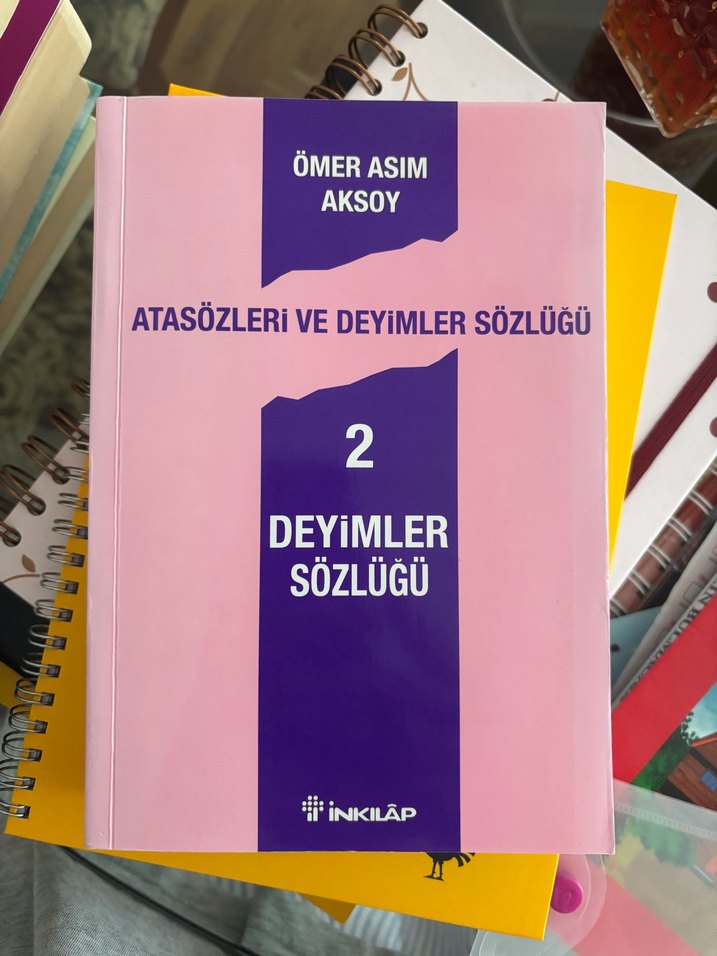 ÖMER ASIM
AKSOY
ATASÖZLERİ VE DEYİMLER SÖZLÜĞÜ
2
DEYİMLER
SÖZLÜĞÜ
İNKILÂP